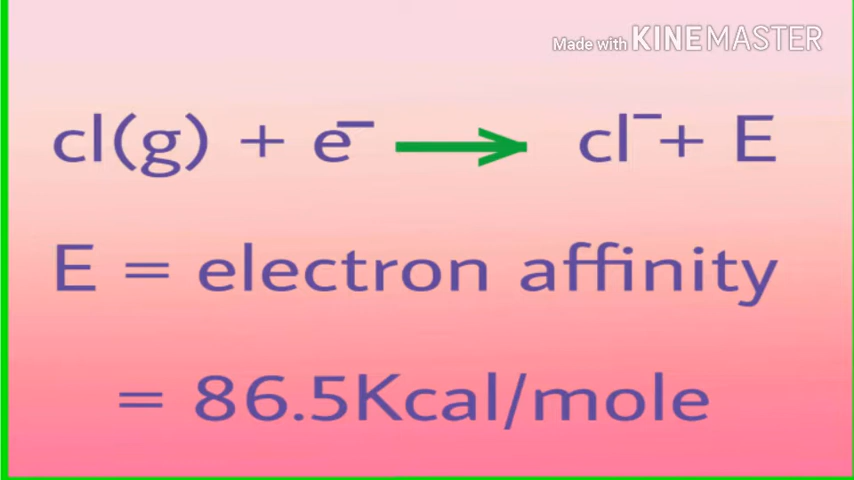 Made with KINEMASTER
cl(g) + e⁻ → cl⁻ + E
E = electron affinity
= 86.5Kcal/mole